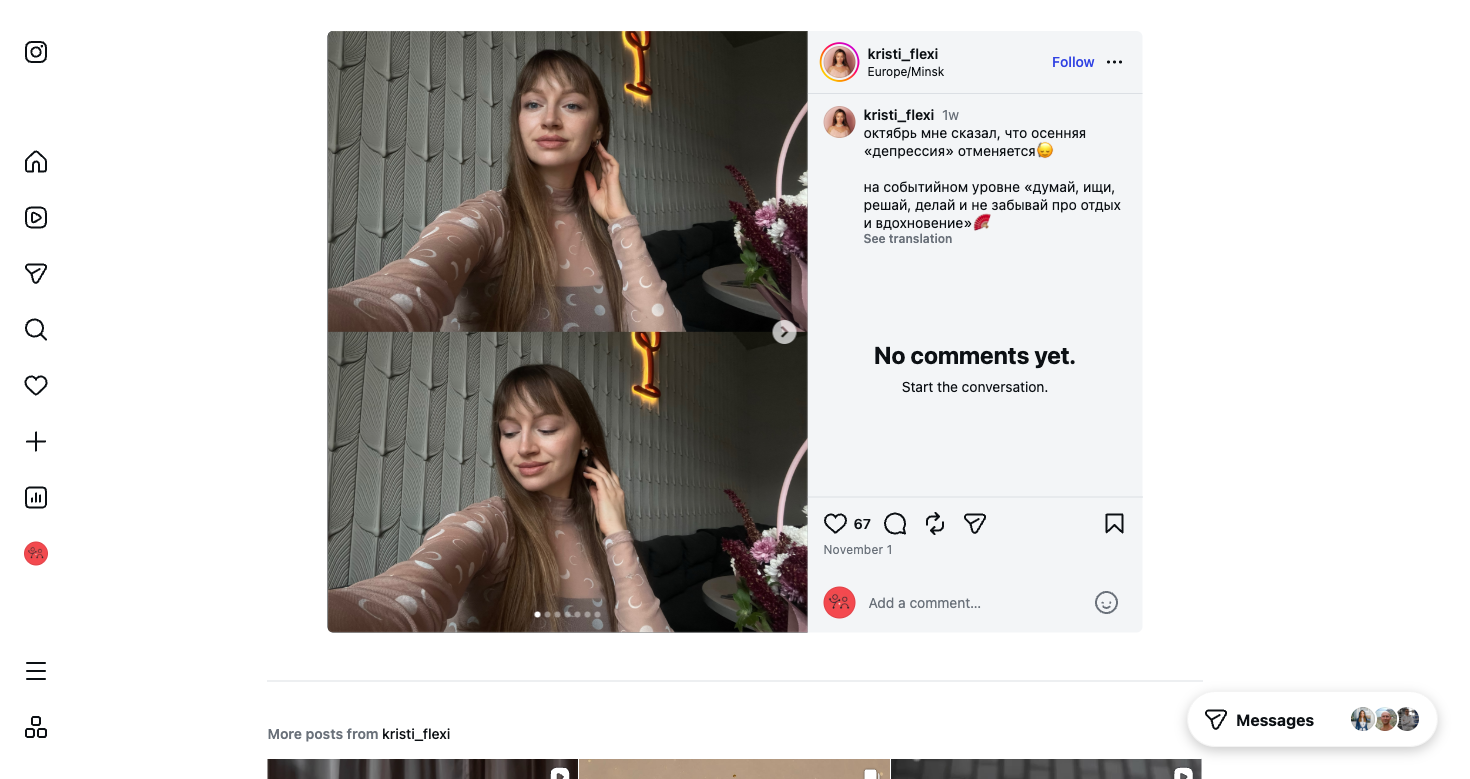 kristi_flexi
Europe/Minsk
Follow
kristi_flexi 1w
октябрь мне сказал, что осенняя
«депрессия» отменяется
на событийном уровне «думай, ищи,
решай, делай и не забывай про отдых
и вдохновение»
See translation
No comments yet.
Start the conversation.
67
November 1
Add a comment...
More posts from kristi_flexi
Messages